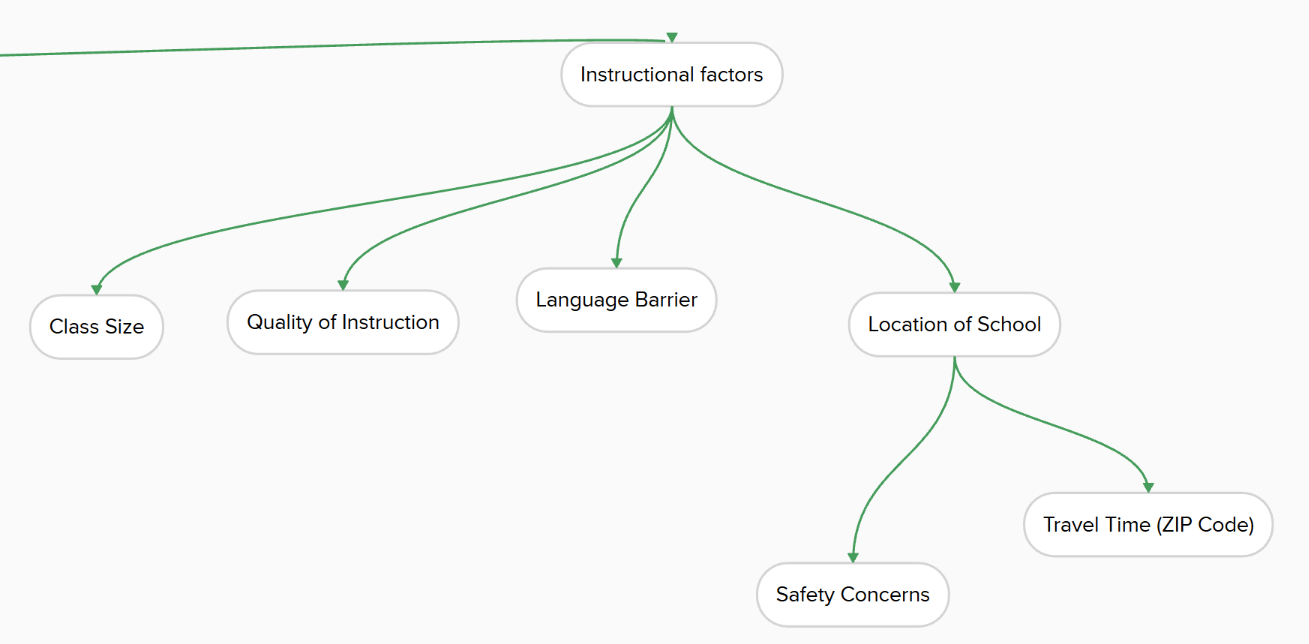 Instructional factors
Class Size
Quality of Instruction
Language Barrier
Location of School
Safety Concerns
Travel Time (ZIP Code)